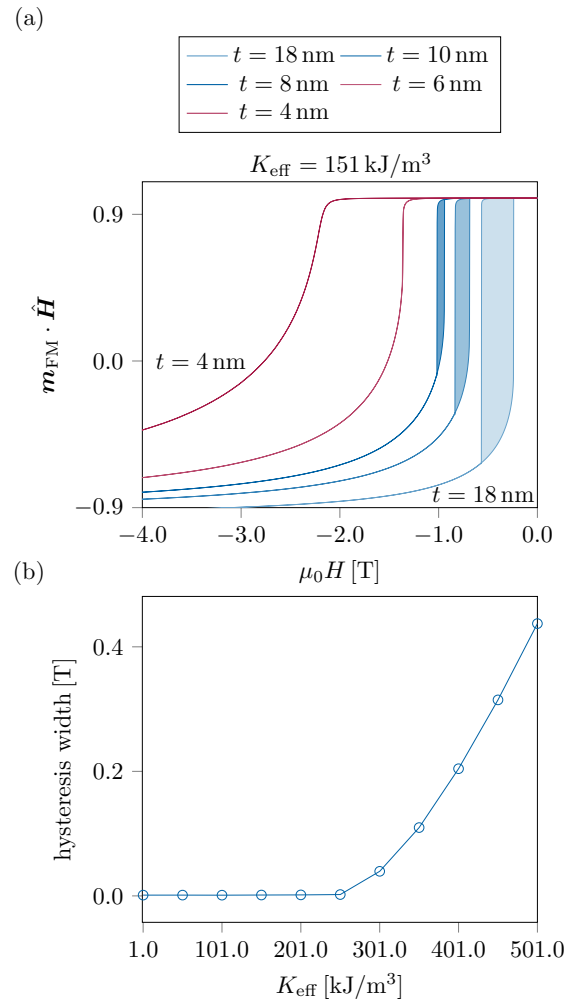 (a)
t = 18 nm t = 10 nm
t = 8 nm t = 6 nm
t = 4 nm
K_eff = 151 kJ/m³
0.9
0.0
−0.9
m_FM · Ĥ
t = 4 nm
t = 18 nm
−4.0 −3.0 −2.0 −1.0 0.0
μ₀H [T]
(b)
0.4
0.2
0.0
hysteresis width [T]
1.0 101.0 201.0 301.0 401.0 501.0
K_eff [kJ/m³]